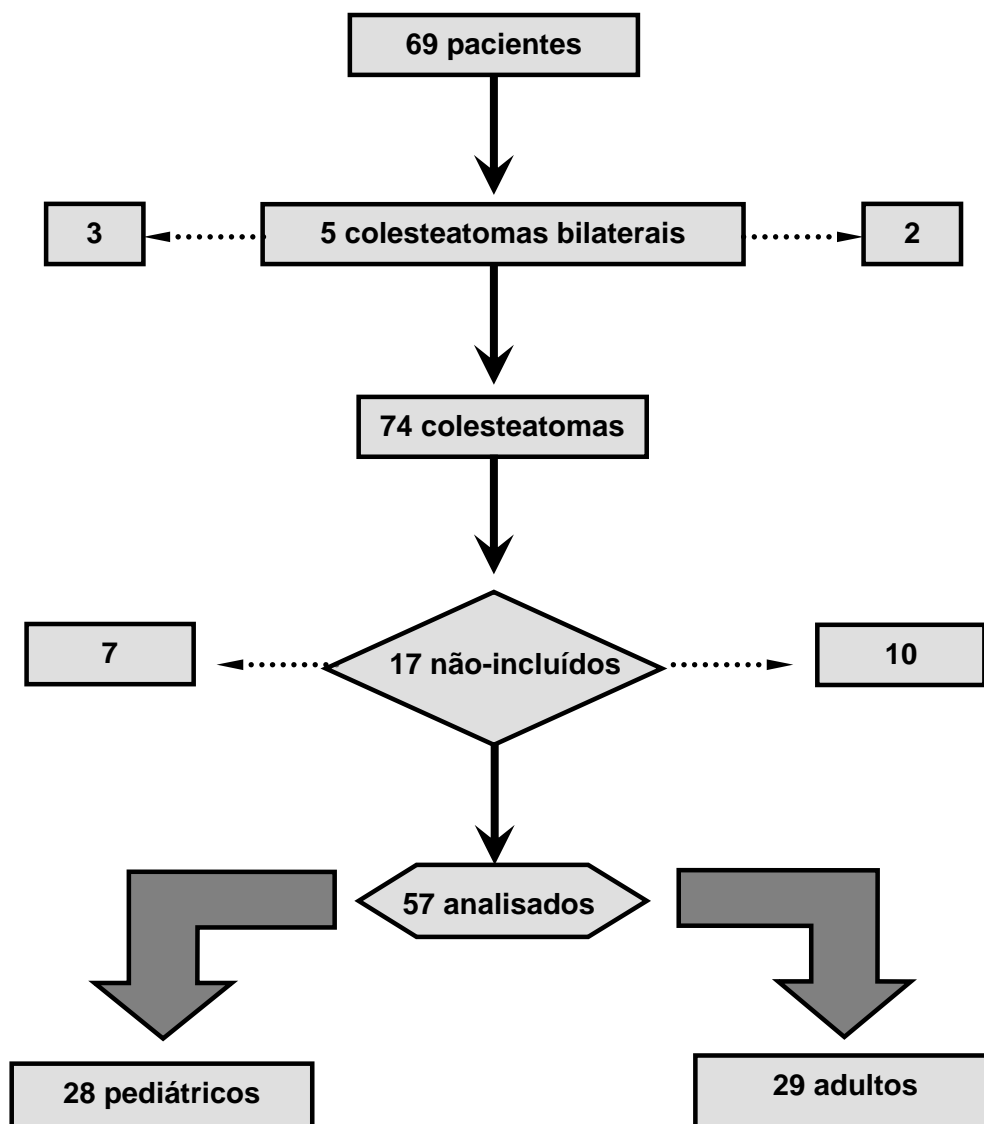 69 pacientes
3
5 colesteatomas bilaterais
2
74 colesteatomas
7
17 não-incluídos
10
57 analisados
28 pediátricos
29 adultos